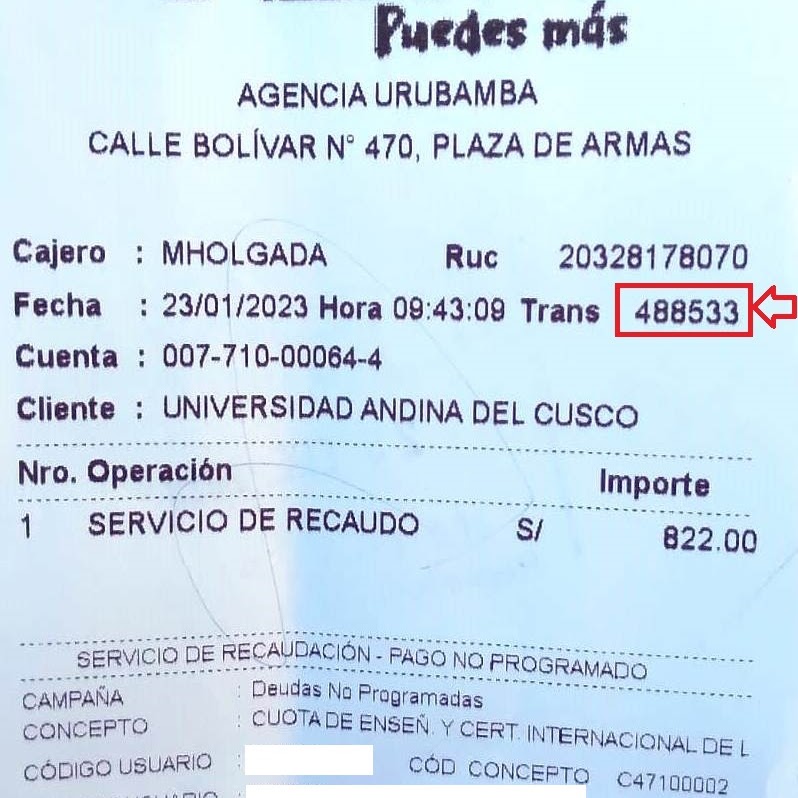 Puedes más
AGENCIA URUBAMBA
CALLE BOLÍVAR N° 470, PLAZA DE ARMAS
Cajero : MHOLGADA Ruc 20328178070
Fecha : 23/01/2023 Hora 09:43:09 Trans 488533
Cuenta : 007-710-00064-4
Cliente : UNIVERSIDAD ANDINA DEL CUSCO
Nro. Operación Importe
1 SERVICIO DE RECAUDO S/ 822.00
SERVICIO DE RECAUDACIÓN - PAGO NO PROGRAMADO
CAMPAÑA : Deudas No Programadas
CONCEPTO : CUOTA DE ENSEÑ. Y CERT. INTERNACIONAL DE L
CÓDIGO USUARIO : CÓD CONCEPTO C47100002